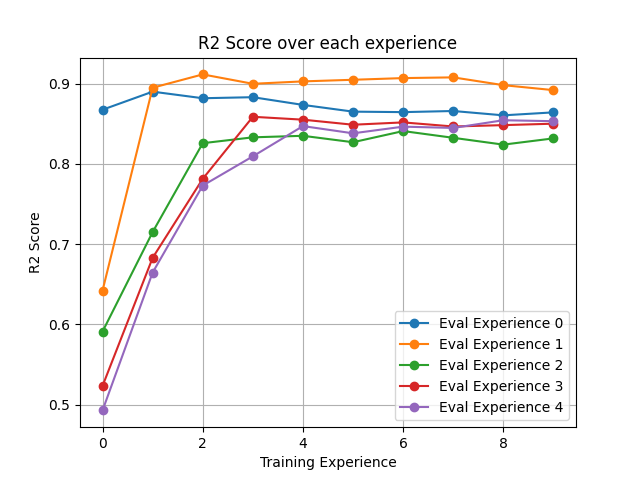 R2 Score over each experience
R2 Score
0.9
0.8
0.7
0.6
0.5
0
2
4
6
8
Training Experience
Eval Experience 0
Eval Experience 1
Eval Experience 2
Eval Experience 3
Eval Experience 4